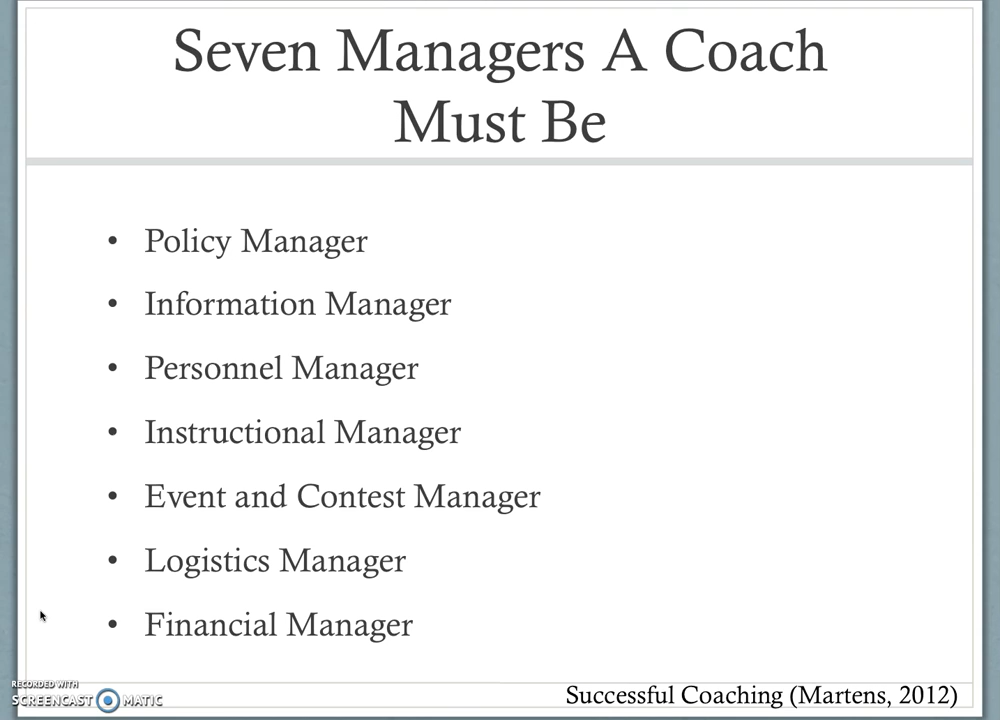 Seven Managers A Coach
Must Be
• Policy Manager
• Information Manager
• Personnel Manager
• Instructional Manager
• Event and Contest Manager
• Logistics Manager
• Financial Manager
RECORDED WITH
SCREENCAST MATIC
Successful Coaching (Martens, 2012)